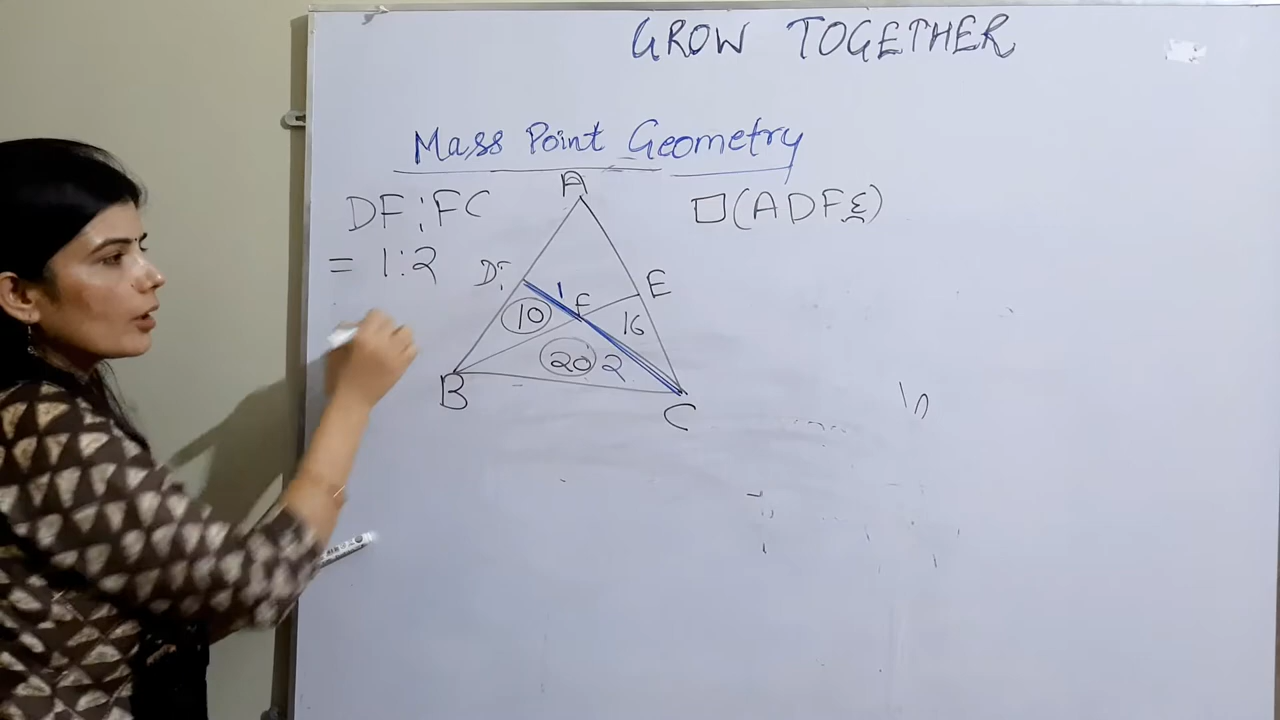 GROW TOGETHER
Mass Point Geometry
DF:FC
= 1:2
□(ADFE)
A
D
E
1
F
10
16
20
2
B
C